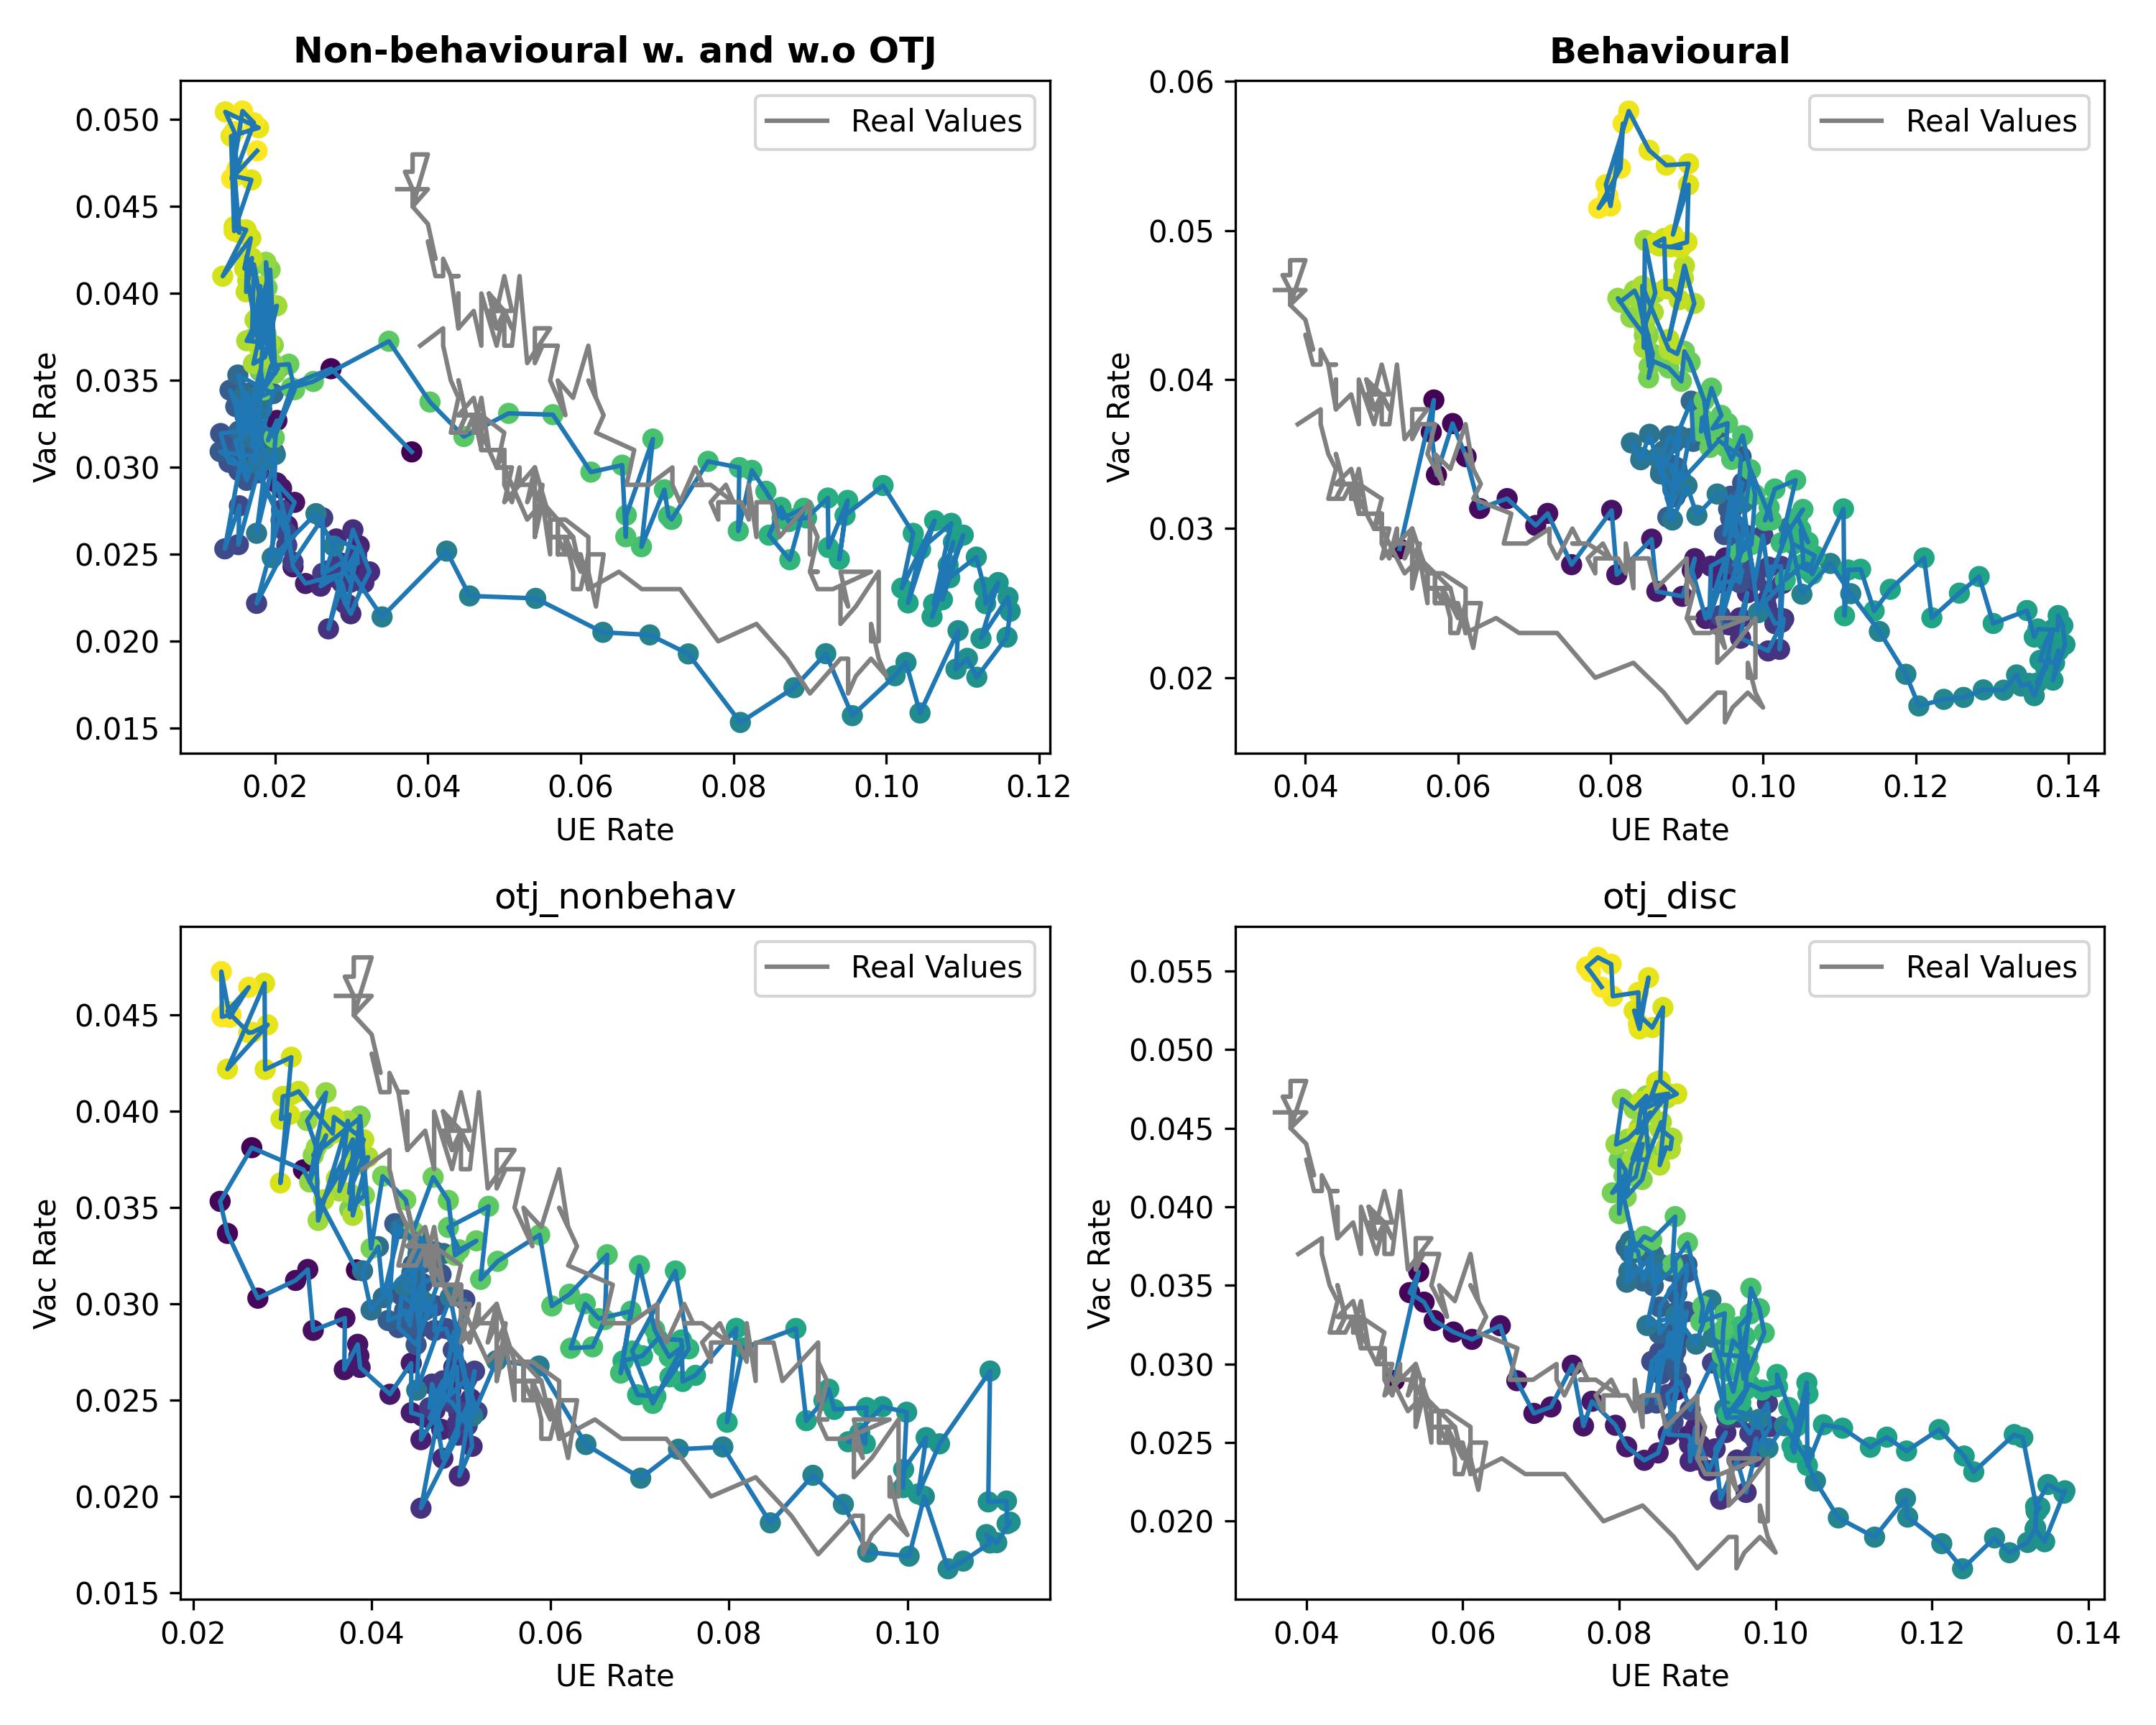 Non-behavioural w. and w.o OTJ
Real Values
0.050
0.045
0.040
0.035
0.030
0.025
0.020
0.015
Vac Rate
0.02 0.04 0.06 0.08 0.10 0.12
UE Rate
Behavioural
Real Values
0.06
0.05
0.04
0.03
0.02
Vac Rate
0.04 0.06 0.08 0.10 0.12 0.14
UE Rate
otj_nonbehav
Real Values
0.045
0.040
0.035
0.030
0.025
0.020
0.015
Vac Rate
0.02 0.04 0.06 0.08 0.10
UE Rate
otj_disc
Real Values
0.055
0.050
0.045
0.040
0.035
0.030
0.025
0.020
Vac Rate
0.04 0.06 0.08 0.10 0.12 0.14
UE Rate